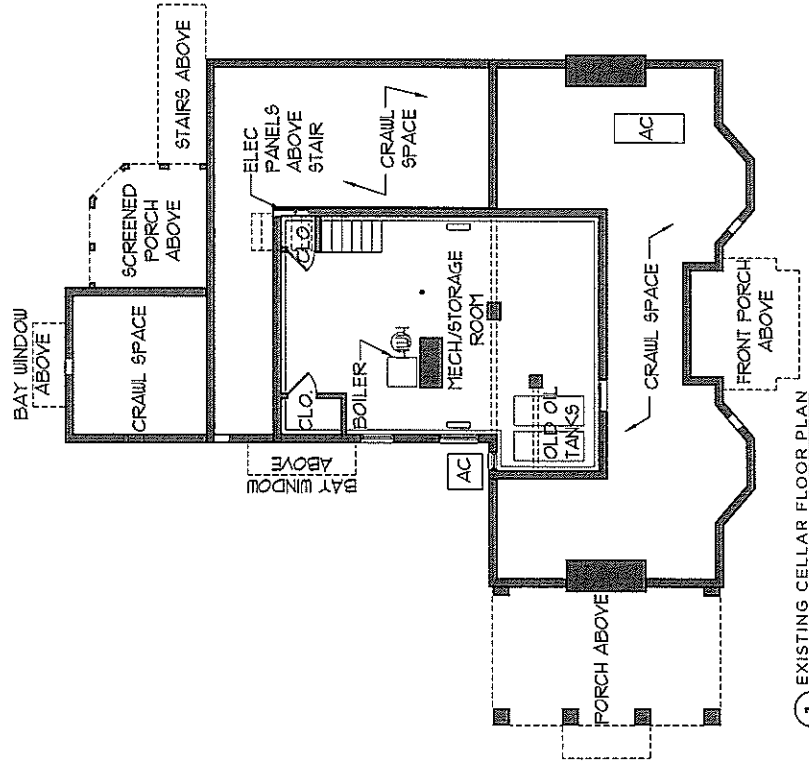 BAY WINDOW
ABOVE
STAIRS ABOVE
SCREENED
PORCH
ABOVE
CRAWL SPACE
ELEC
PANELS
ABOVE
STAIR
CRAWL
SPACE
CLO.
CLO.
BAY WINDOW
ABOVE
BOILER
WH
MECH/STORAGE
ROOM
AC
OLD OIL
TANKS
AC
CRAWL SPACE
PORCH ABOVE
FRONT PORCH
ABOVE
1 EXISTING CELLAR FLOOR PLAN